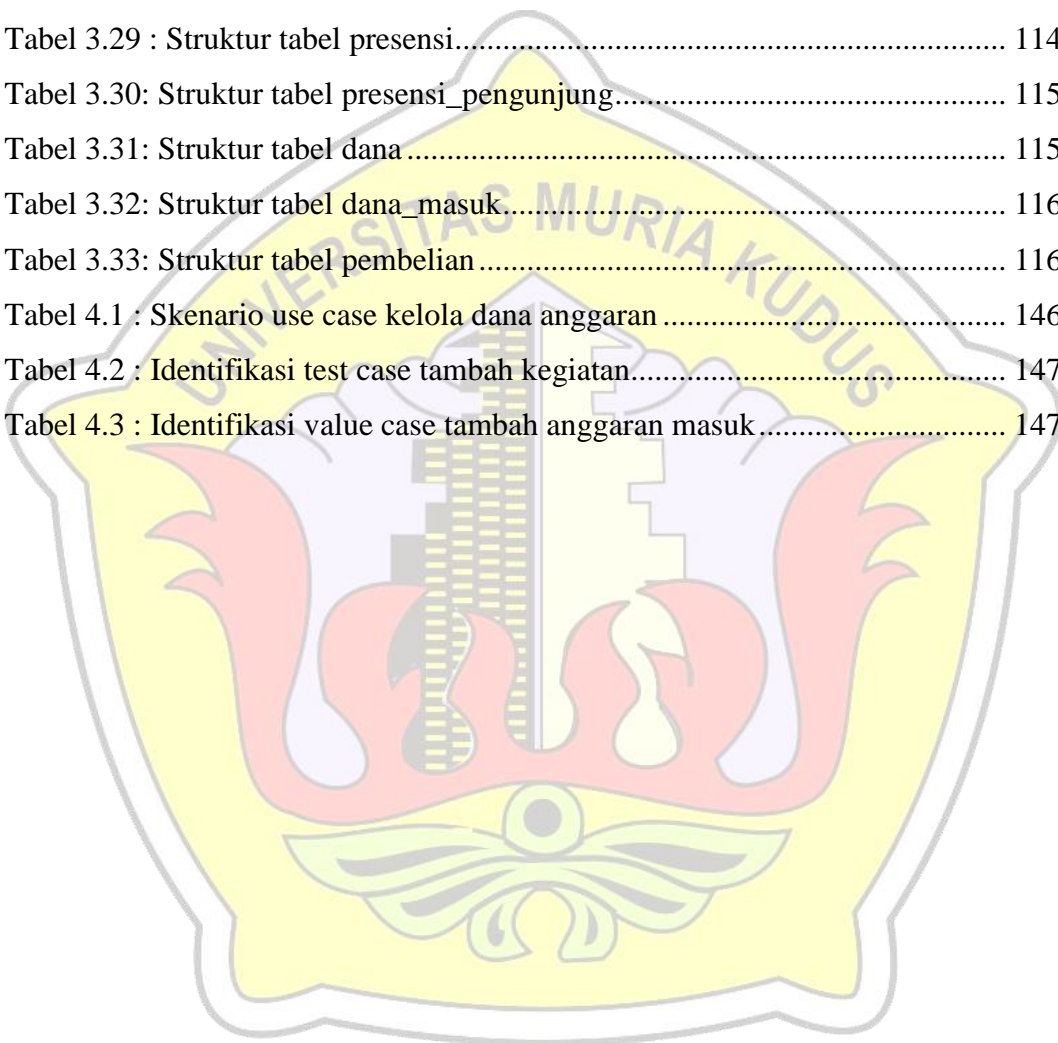 Tabel 3.29 : Struktur tabel presensi.................................................................................. 114
Tabel 3.30: Struktur tabel presensi_pengunjung........................................................... 115
Tabel 3.31: Struktur tabel dana......................................................................................... 115
Tabel 3.32: Struktur tabel dana_masuk........................................................................... 116
Tabel 3.33: Struktur tabel pembelian............................................................................... 116
Tabel 4.1 : Skenario use case kelola dana anggaran.................................................... 146
Tabel 4.2 : Identifikasi test case tambah kegiatan......................................................... 147
Tabel 4.3 : Identifikasi value case tambah anggaran masuk...................................... 147
UNIVERSITAS MURIA KUDUS